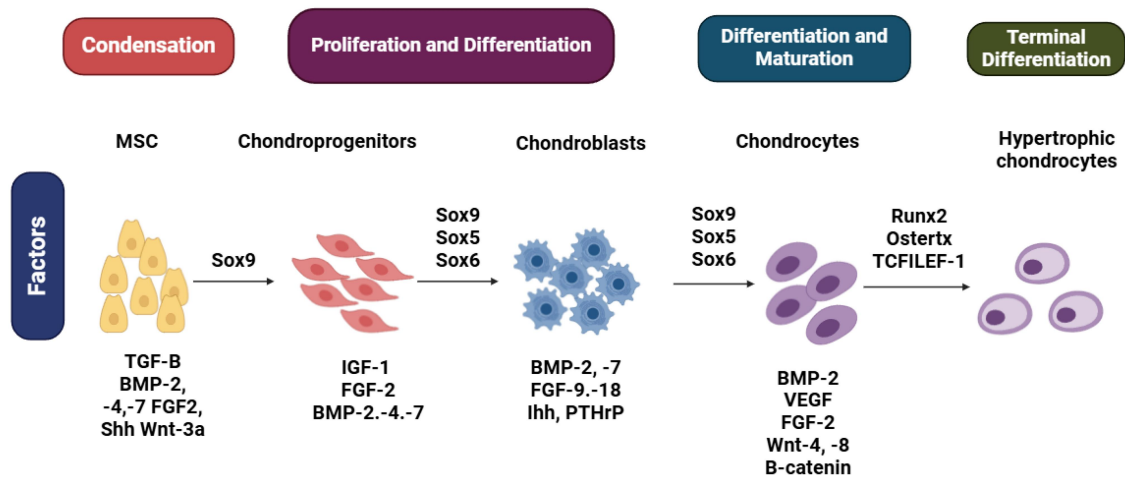 Condensation
Proliferation and Differentiation
Differentiation and
Maturation
Terminal
Differentiation
MSC
Chondroprogenitors
Chondroblasts
Chondrocytes
Hypertrophic
chondrocytes
Factors
Sox9
Sox9
Sox5
Sox6
Sox9
Sox5
Sox6
Runx2
Ostertx
TCFILEF-1
TGF-B
BMP-2,
-4,-7 FGF2,
Shh Wnt-3a
IGF-1
FGF-2
BMP-2.-4.-7
BMP-2, -7
FGF-9.-18
Ihh, PTHrP
BMP-2
VEGF
FGF-2
Wnt-4, -8
B-catenin